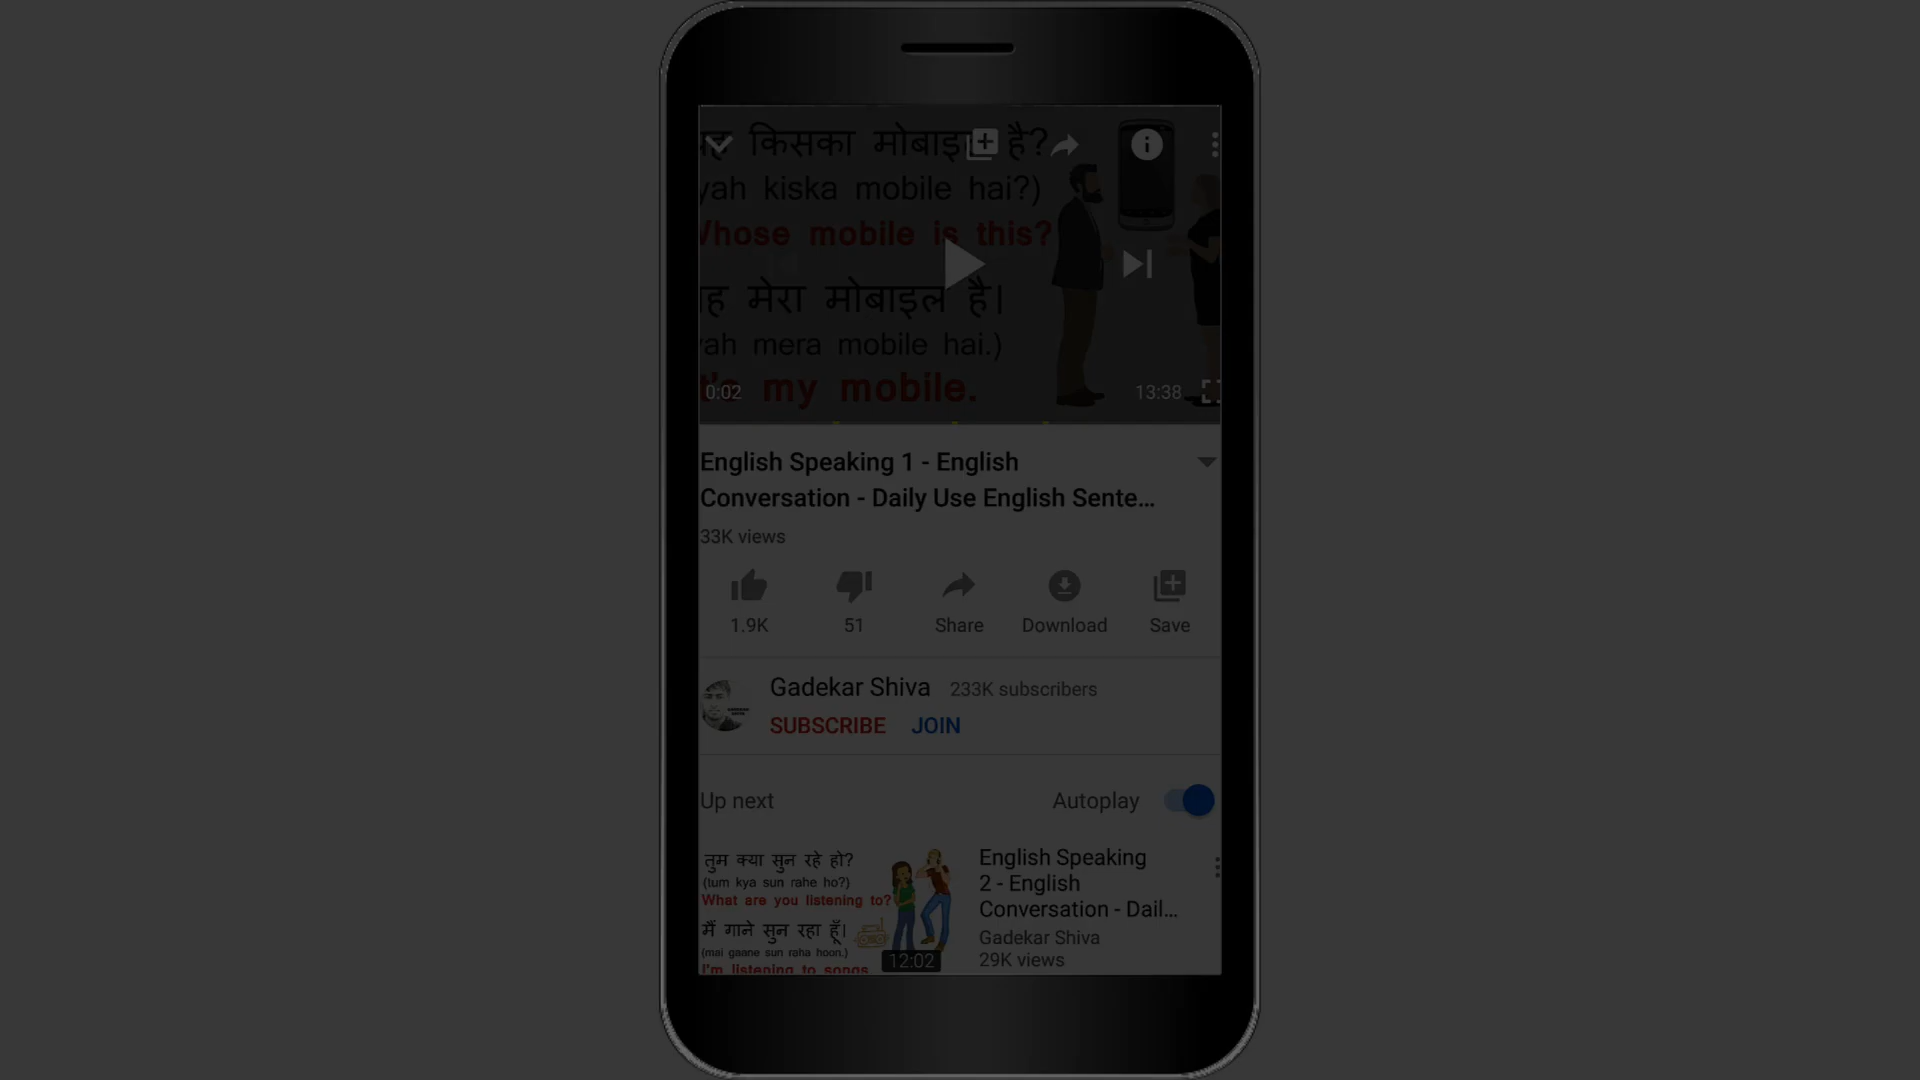 किसका मोबाइल है?
yah kiska mobile hai?)
Whose mobile is this?
मेरा मोबाइल है।
yah mera mobile hai.)
It's my mobile.
0:02
13:38
English Speaking 1 - English
Conversation - Daily Use English Sente...
33K views
1.9K
51
Share
Download
Save
Gadekar Shiva 233K subscribers
SUBSCRIBE JOIN
Up next
Autoplay
तुम क्या सुन रहे हो?
(tum kya sun rahe ho?)
What are you listening to?
मैं गाने सुन रहा हूँ।
(mai gaane sun raha hoon.)
I'm listening to songs
12:02
English Speaking
2 - English
Conversation - Dail...
Gadekar Shiva
29K views